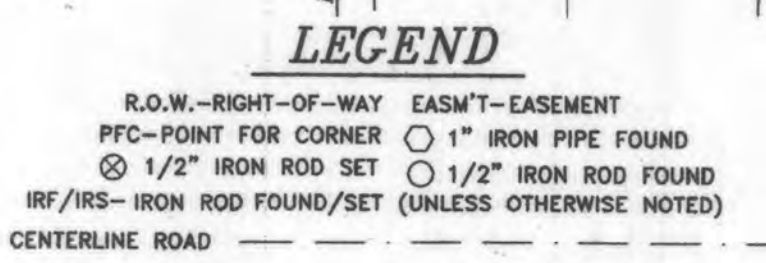 LEGEND
R.O.W.-RIGHT-OF-WAY EASM'T-EASEMENT
PFC-POINT FOR CORNER 1" IRON PIPE FOUND
1/2" IRON ROD SET 1/2" IRON ROD FOUND
IRF/IRS- IRON ROD FOUND/SET (UNLESS OTHERWISE NOTED)
CENTERLINE ROAD